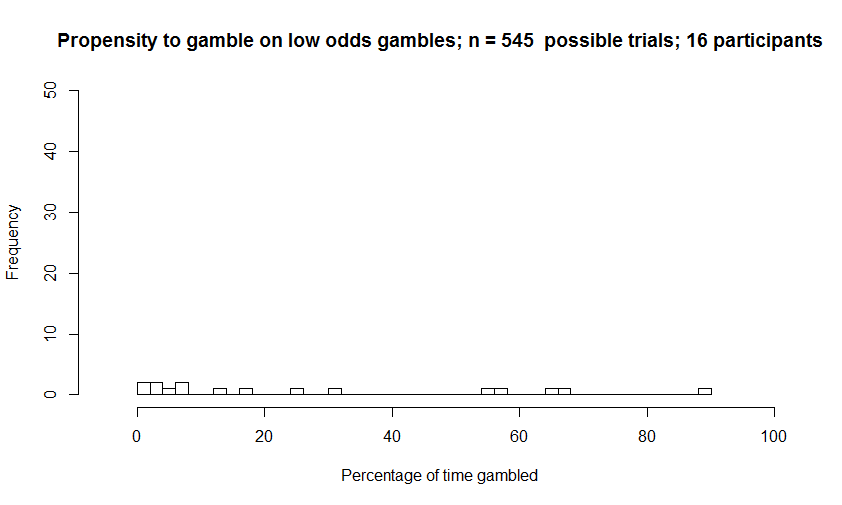 Propensity to gamble on low odds gambles; n = 545  possible trials; 16 participants
50
40
30
20
10
0
Frequency
0 20 40 60 80 100
Percentage of time gambled